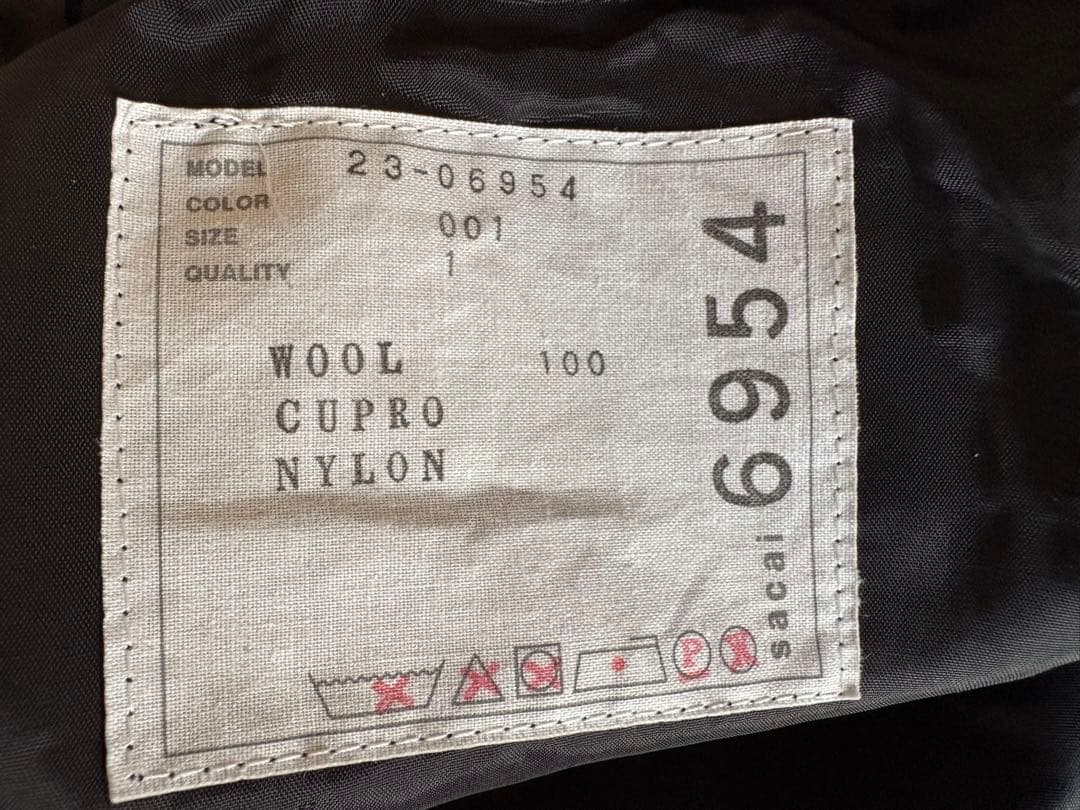 MODEL 23-06954
COLOR 001
SIZE 1
QUALITY
WOOL 100
CUPRO
NYLON
sacai 6954
P